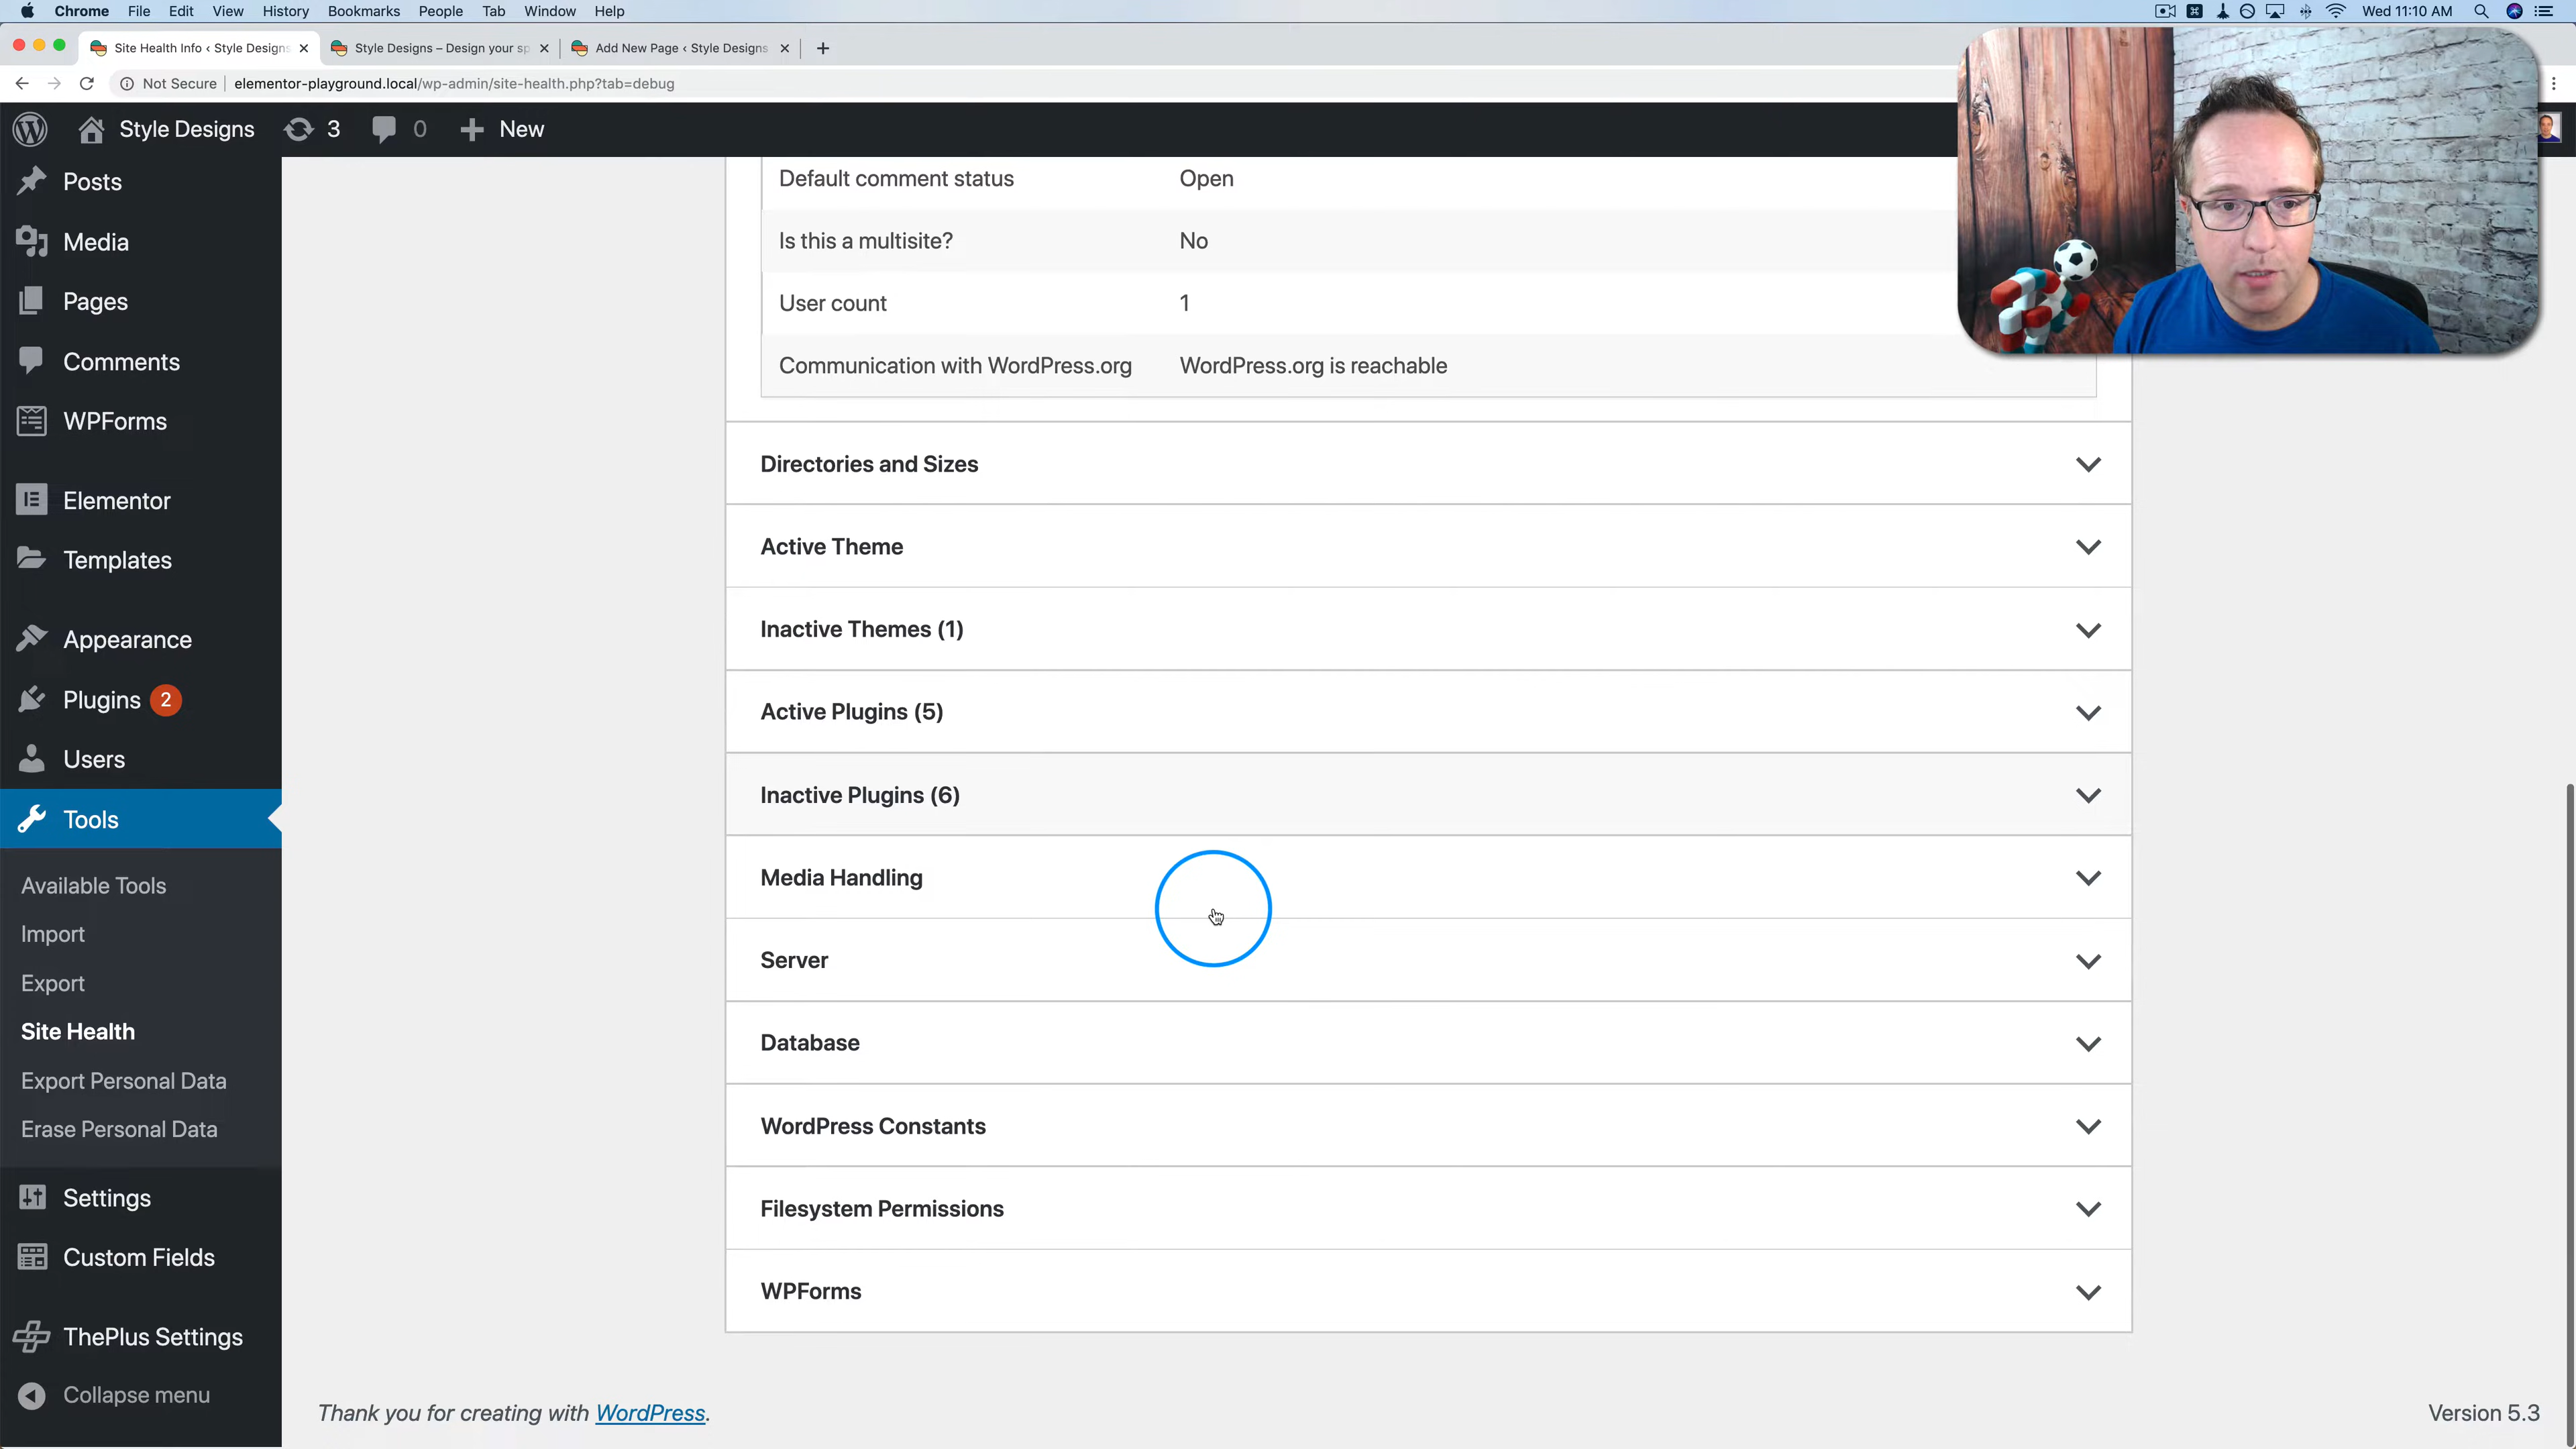 Chrome File Edit View History Bookmarks People Tab Window Help Wed 11:10 AM
Site Health Info ‹ Style Designs Style Designs – Design your sp Add New Page ‹ Style Designs
Not Secure elementor-playground.local/wp-admin/site-health.php?tab=debug
Style Designs 3 0 New
Posts
Media
Pages
Comments
WPForms
Elementor
Templates
Appearance
Plugins 2
Users
Tools
Available Tools
Import
Export
Site Health
Export Personal Data
Erase Personal Data
Settings
Custom Fields
ThePlus Settings
Collapse menu
Default comment status Open
Is this a multisite? No
User count 1
Communication with WordPress.org WordPress.org is reachable
Directories and Sizes
Active Theme
Inactive Themes (1)
Active Plugins (5)
Inactive Plugins (6)
Media Handling
Server
Database
WordPress Constants
Filesystem Permissions
WPForms
Thank you for creating with WordPress.
Version 5.3